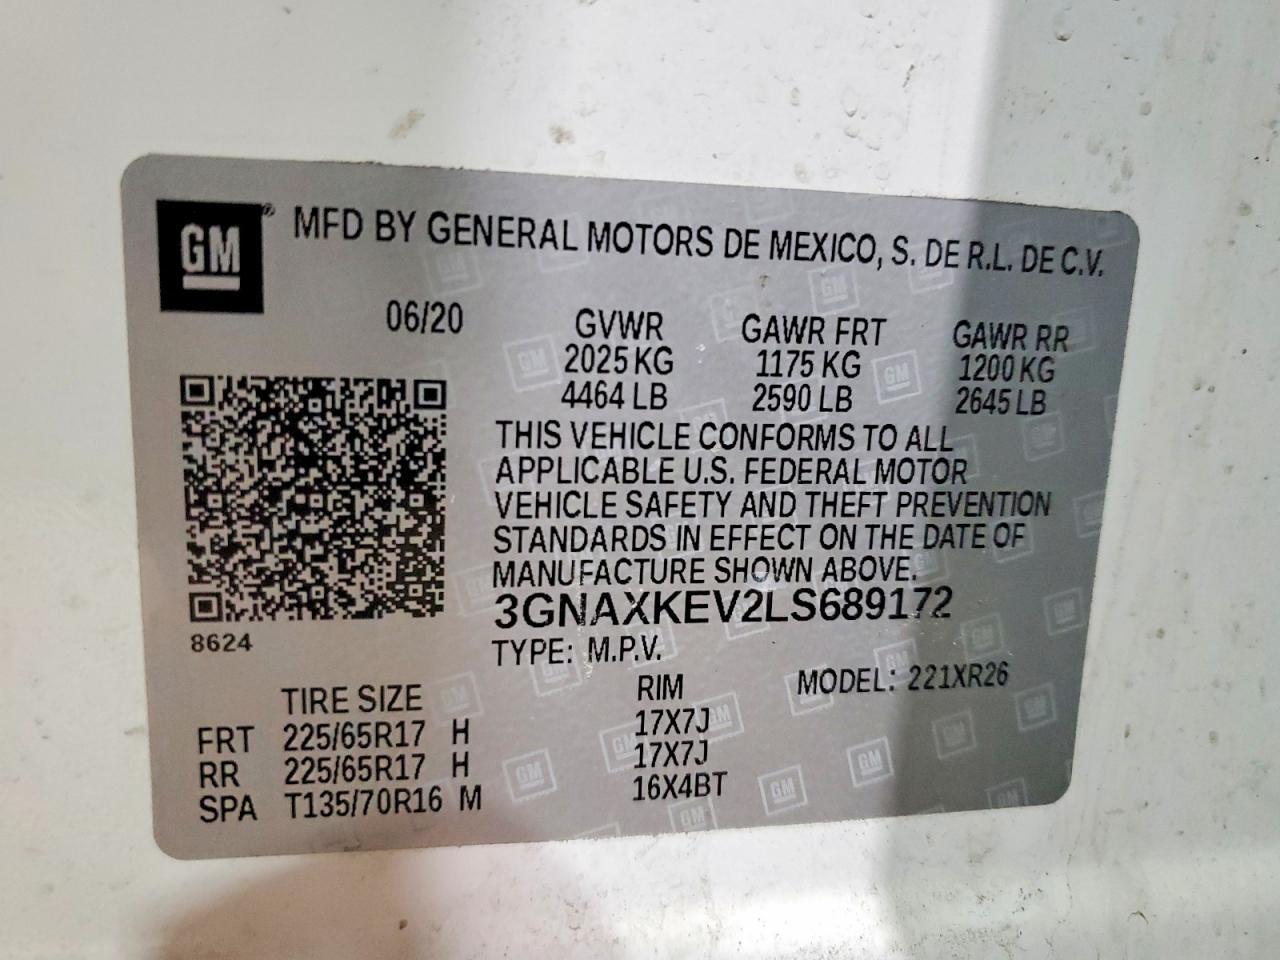 GM® MFD BY GENERAL MOTORS DE MEXICO, S. DE R.L. DE C.V.
06/20 GVWR GAWR FRT GAWR RR
2025 KG 1175 KG 1200 KG
4464 LB 2590 LB 2645 LB
THIS VEHICLE CONFORMS TO ALL
APPLICABLE U.S. FEDERAL MOTOR
VEHICLE SAFETY AND THEFT PREVENTION
STANDARDS IN EFFECT ON THE DATE OF
MANUFACTURE SHOWN ABOVE.
3GNAXKEV2LS689172
8624
TYPE: M.P.V.
MODEL: 221XR26
TIRE SIZE RIM
FRT 225/65R17 H 17X7J
RR 225/65R17 H 17X7J
SPA T135/70R16 M 16X4BT